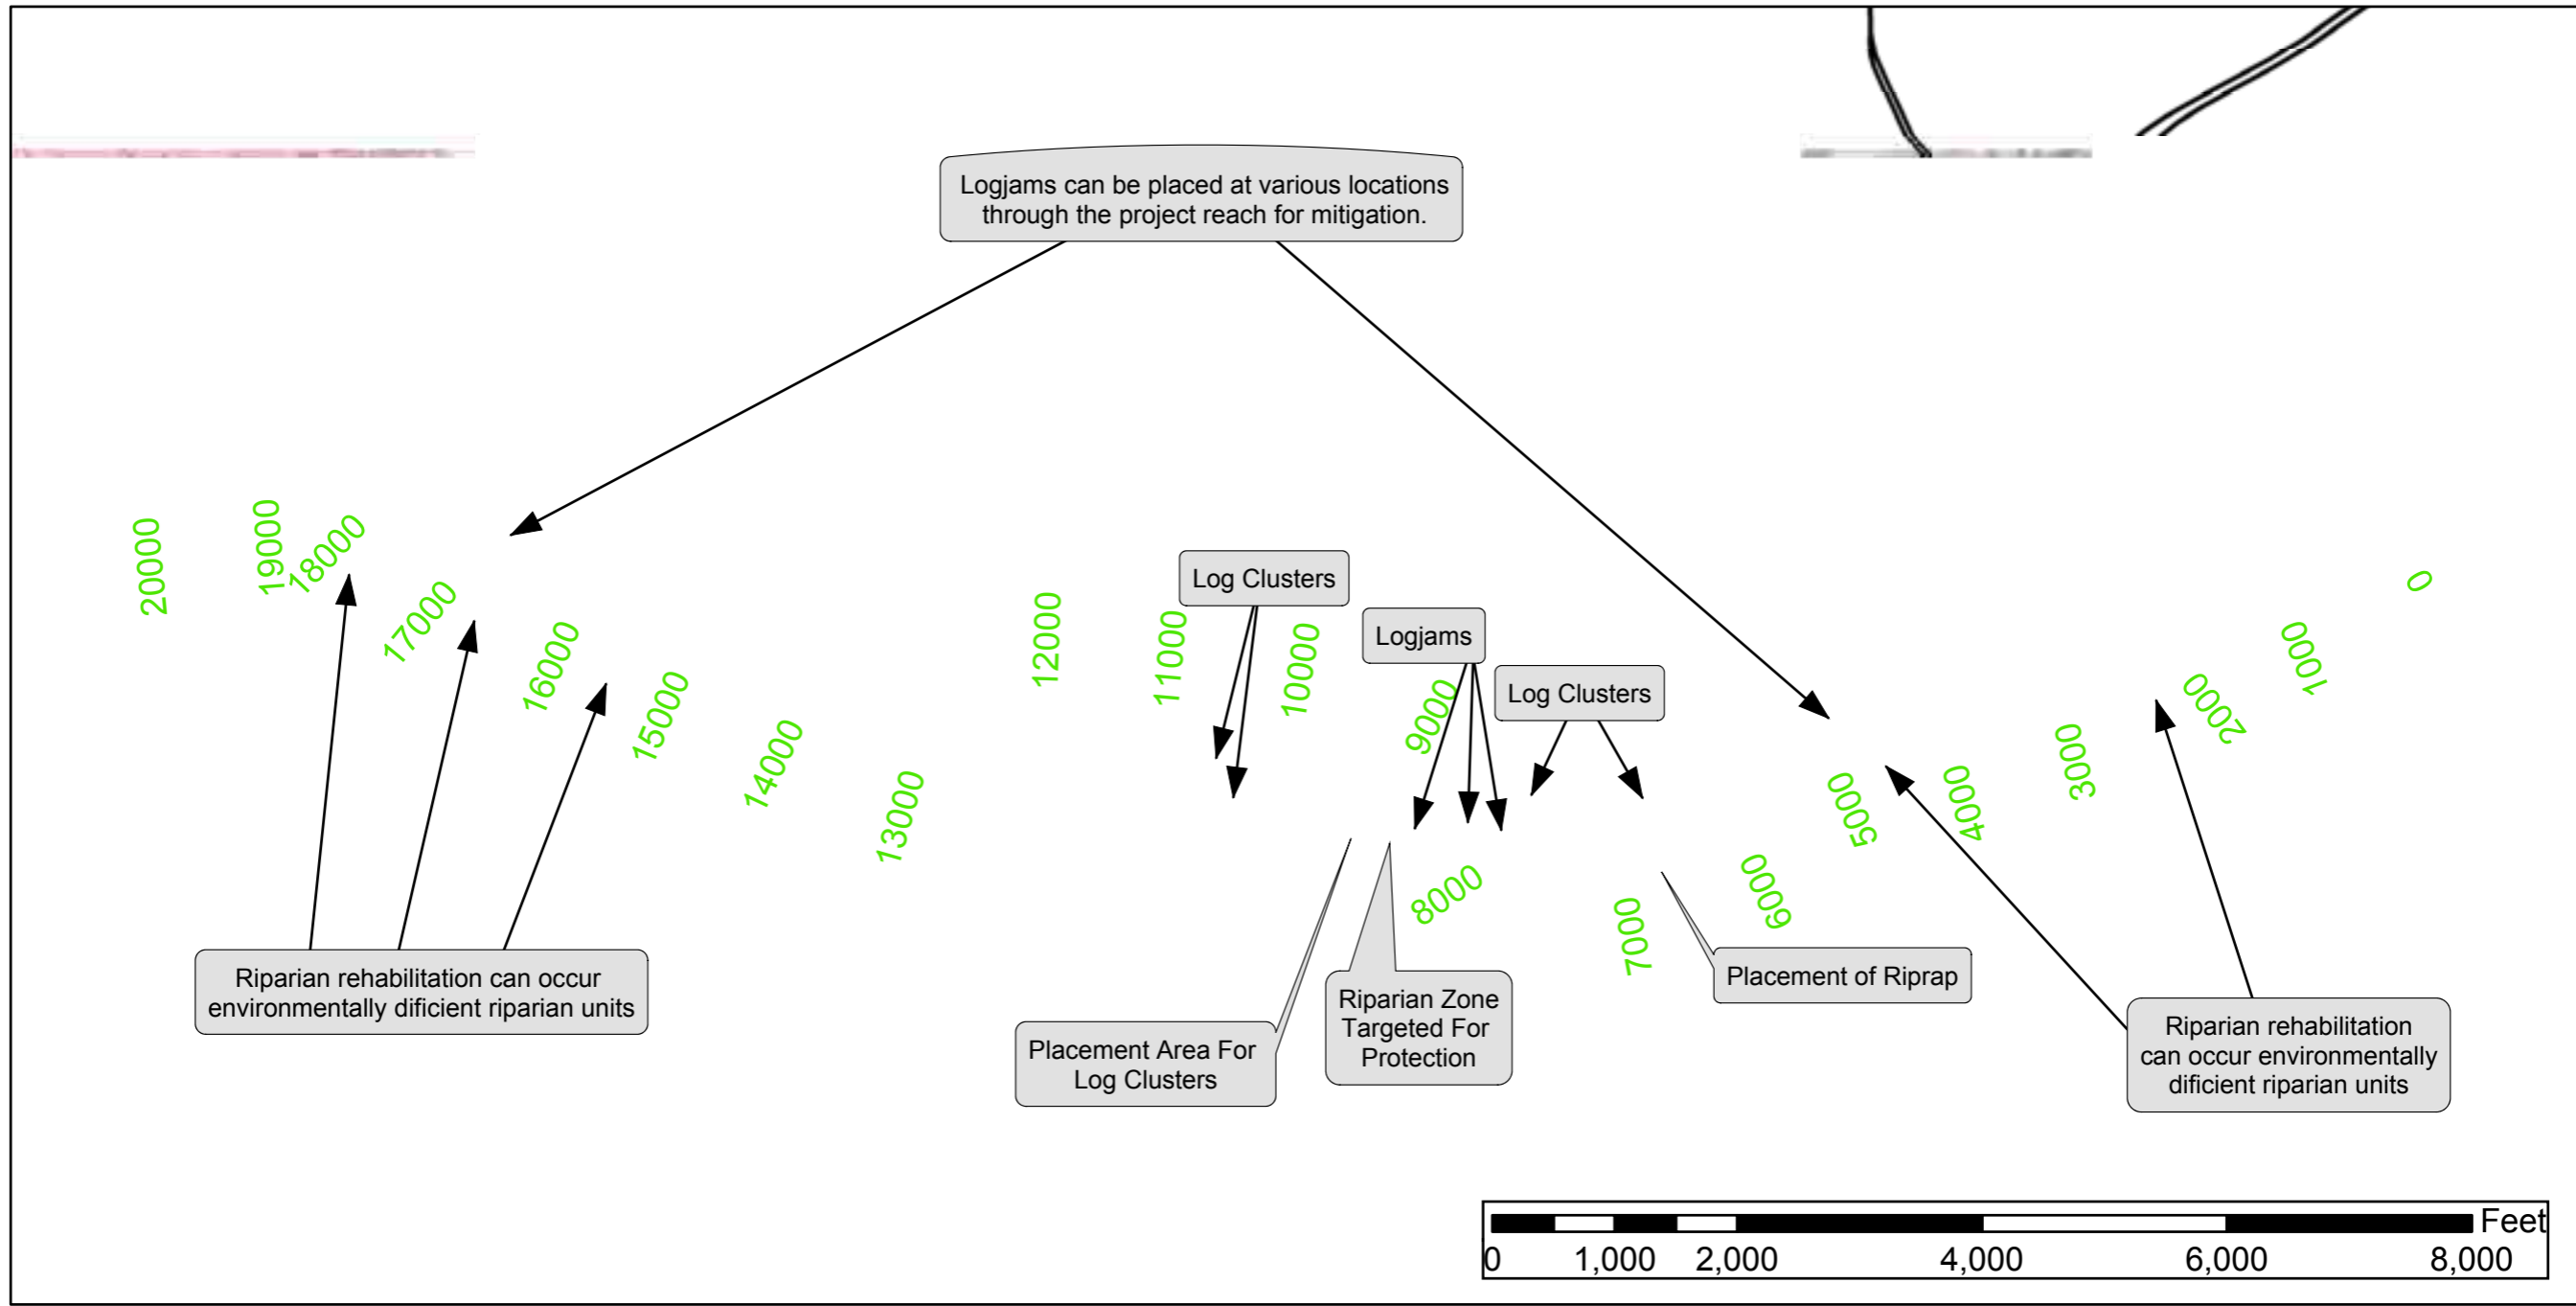 Logjams can be placed at various locations
through the project reach for mitigation.
20000
19000
18000
17000
16000
15000
14000
13000
12000
11000
10000
9000
8000
7000
6000
5000
4000
3000
2000
1000
0
Log Clusters
Logjams
Log Clusters
Riparian rehabilitation can occur
environmentally dificient riparian units
Placement Area For
Log Clusters
Riparian Zone
Targeted For
Protection
Placement of Riprap
Riparian rehabilitation
can occur environmentally
dificient riparian units
Feet
0 1,000 2,000 4,000 6,000 8,000